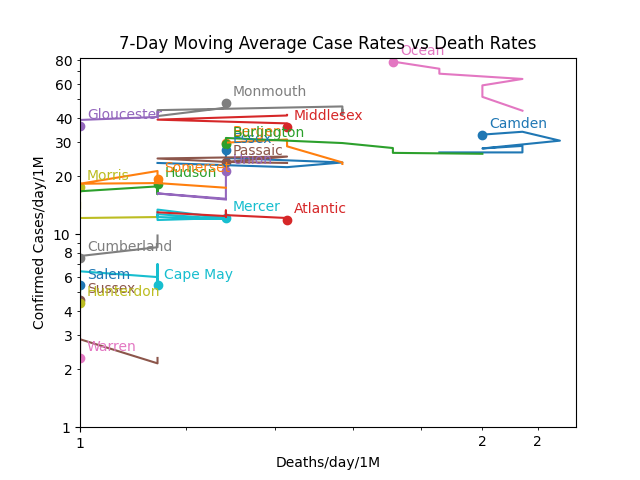 7-Day Moving Average Case Rates vs Death Rates
Ocean
Monmouth
Gloucester
Middlesex
Camden
Burlington
Essex
Passaic
Morris
Somerset
Hudson
Mercer
Atlantic
Cumberland
Salem
Cape May
Sussex
Hunterdon
Warren
80
60
40
30
20
10
8
6
4
3
2
1
1
2
2
Confirmed Cases/day/1M
Deaths/day/1M